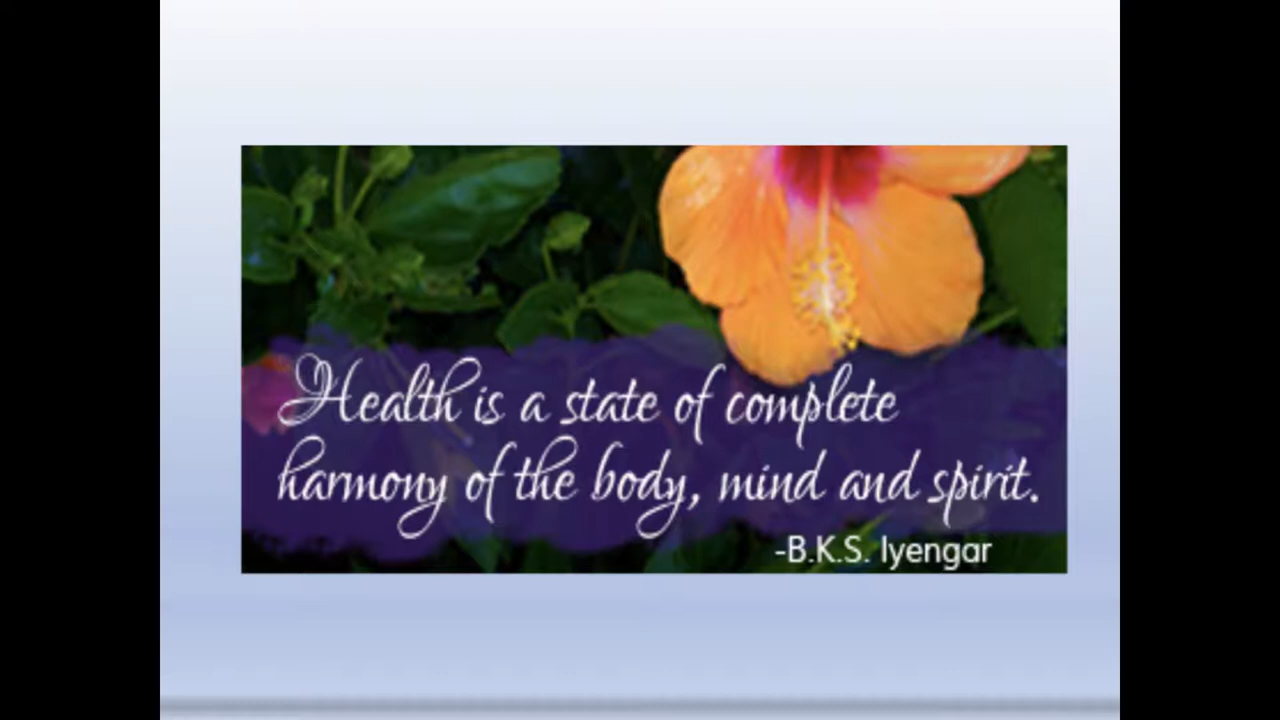 Health is a state of complete
harmony of the body, mind and spirit.
-B.K.S. Iyengar